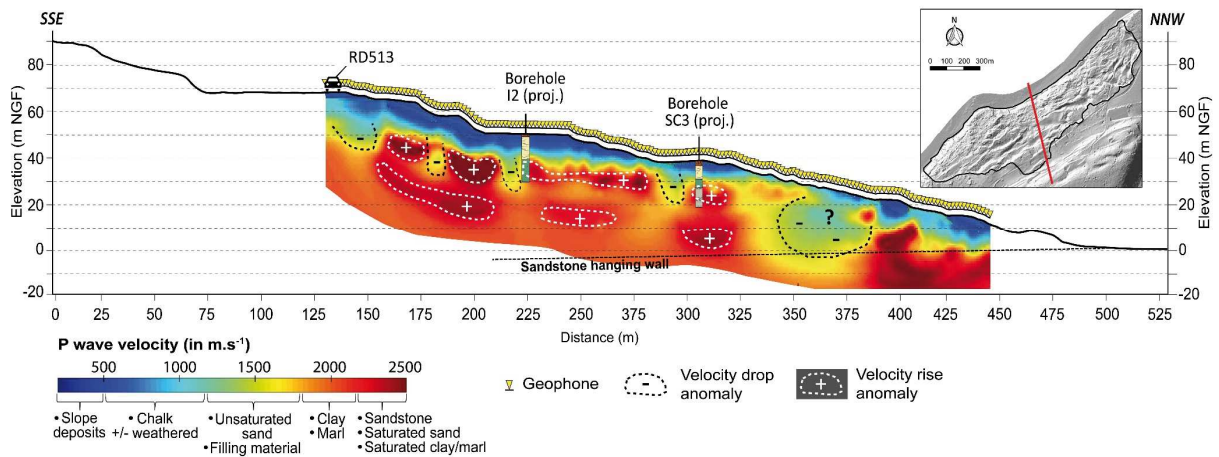 SSE
NNW
N
0 100 200 300m
RD513
Borehole
I2 (proj.)
Borehole
SC3 (proj.)
Elevation (m NGF)
80
60
40
20
0
-20
Elevation (m NGF)
80
60
40
20
0
-20
-
+
-
+
-
+
+
+
-
+
+
-
?
-
Sandstone hanging wall
0 25 50 75 100 125 150 175 200 225 250 275 300 325 350 375 400 425 450 475 500 525
Distance (m)
P wave velocity (in m.s-1)
500 1000 1500 2000 2500
•Slope
deposits
•Chalk
+/- weathered
•Unsaturated
sand
•Filling material
•Clay
•Marl
•Sandstone
•Saturated sand
•Saturated clay/marl
Geophone
-
Velocity drop
anomaly
+
Velocity rise
anomaly